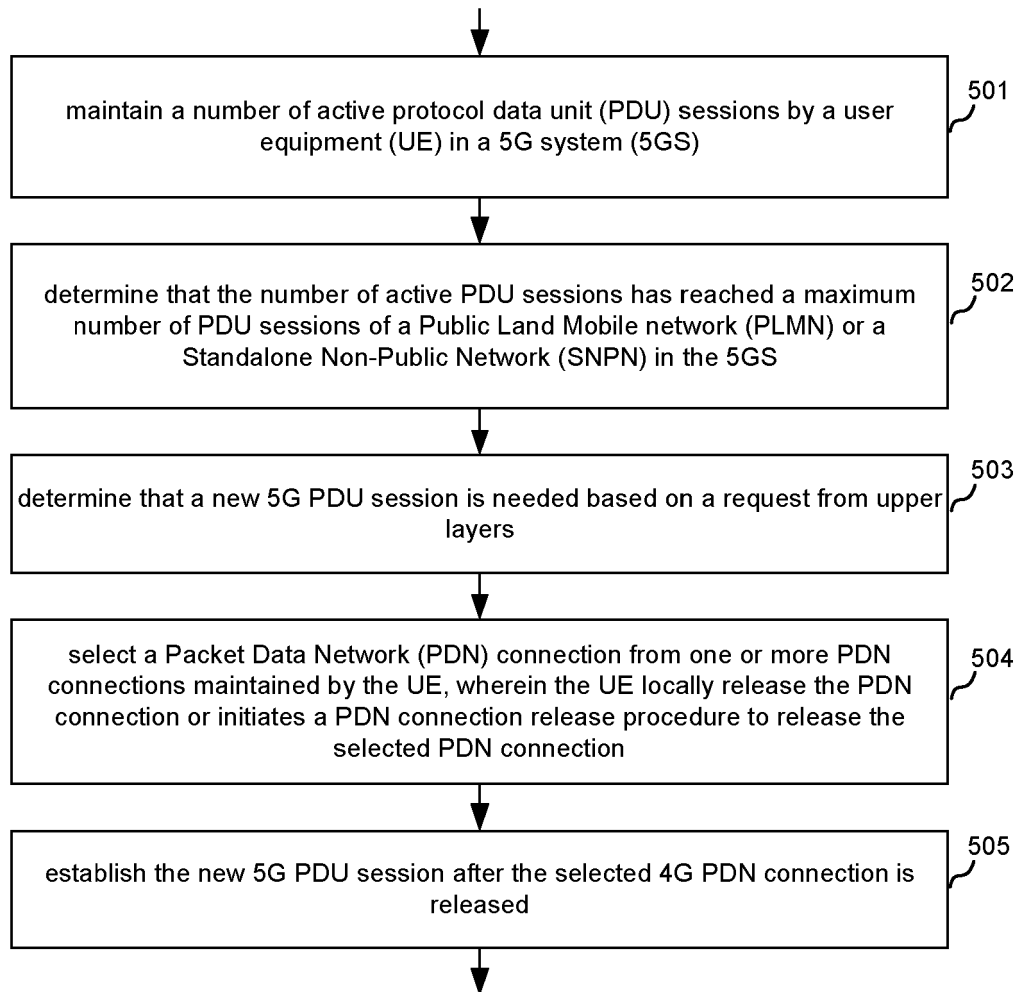 501
maintain a number of active protocol data unit (PDU) sessions by a user
equipment (UE) in a 5G system (5GS)
502
determine that the number of active PDU sessions has reached a maximum
number of PDU sessions of a Public Land Mobile network (PLMN) or a
Standalone Non-Public Network (SNPN) in the 5GS
503
determine that a new 5G PDU session is needed based on a request from upper
layers
504
select a Packet Data Network (PDN) connection from one or more PDN
connections maintained by the UE, wherein the UE locally release the PDN
connection or initiates a PDN connection release procedure to release the
selected PDN connection
505
establish the new 5G PDU session after the selected 4G PDN connection is
released